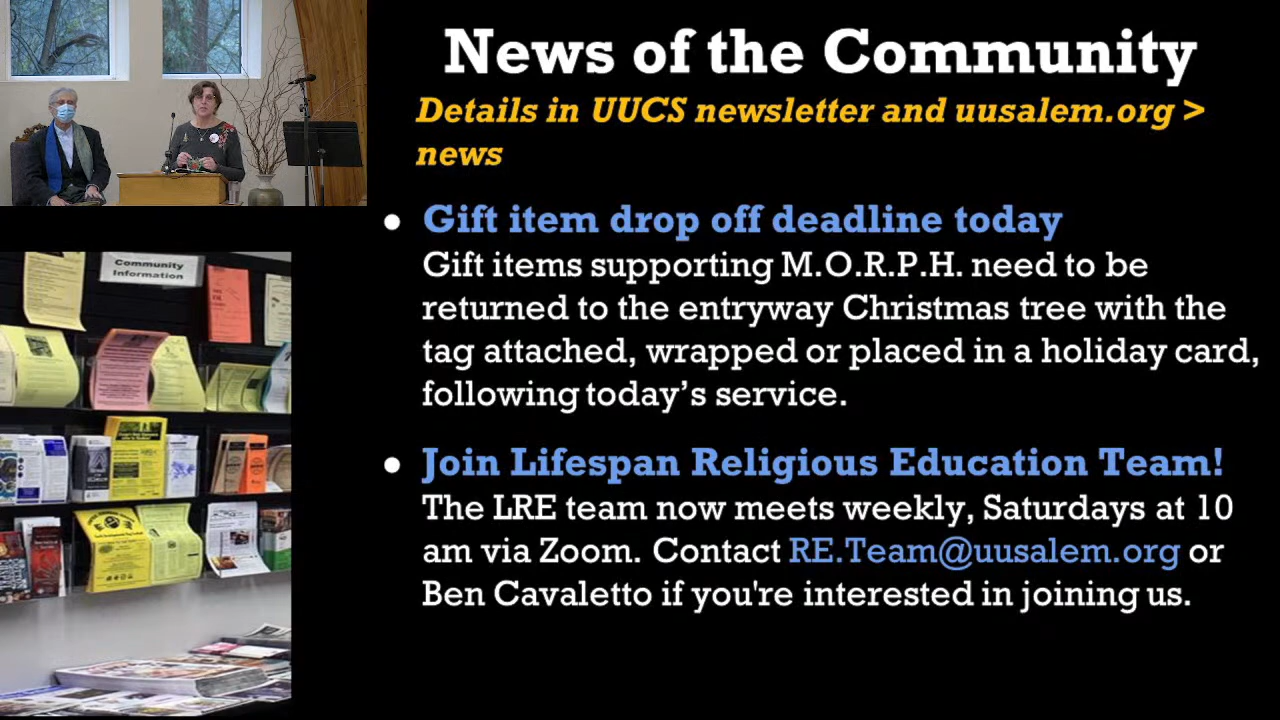 News of the Community
Details in UUCS newsletter and uusalem.org >
news
● Gift item drop off deadline today
Gift items supporting M.O.R.P.H. need to be
returned to the entryway Christmas tree with the
tag attached, wrapped or placed in a holiday card,
following today’s service.
● Join Lifespan Religious Education Team!
The LRE team now meets weekly, Saturdays at 10
am via Zoom. Contact RE.Team@uusalem.org or
Ben Cavaletto if you're interested in joining us.
Community
Information